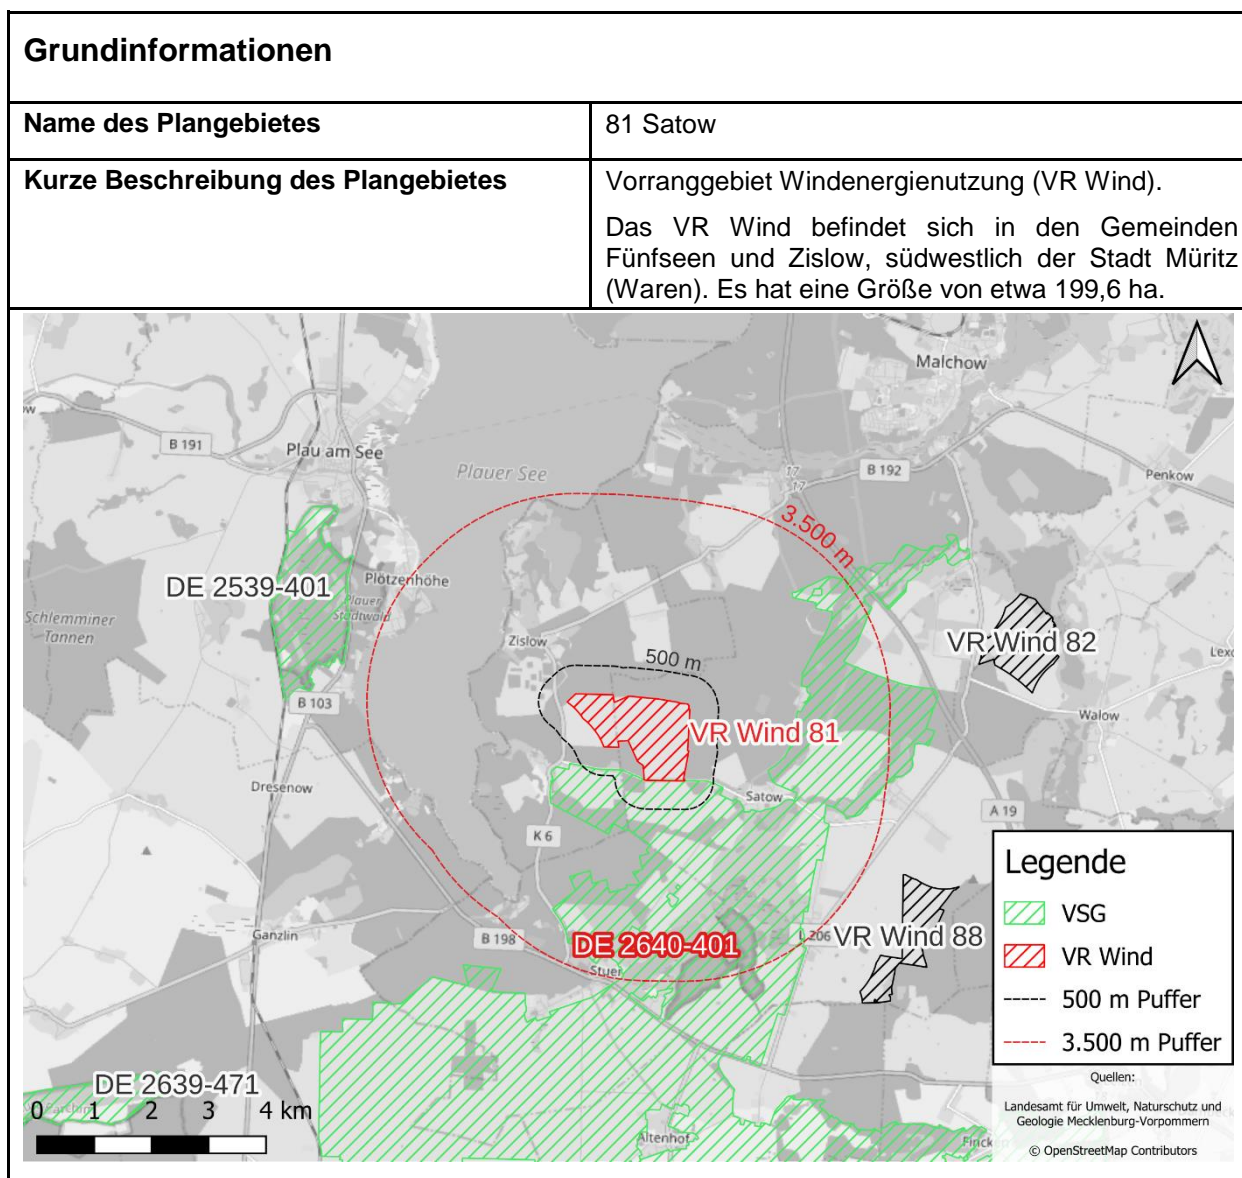 Grundinformationen
Name des Plangebietes
81 Satow
Kurze Beschreibung des Plangebietes
Vorranggebiet Windenergienutzung (VR Wind).
Das VR Wind befindet sich in den Gemeinden
Fünfseen und Zislow, südwestlich der Stadt Müritz
(Waren). Es hat eine Größe von etwa 199,6 ha.
Malchow
B 191
Plau am See
Plauer See
17
17
B 192
Penkow
3.500 m
DE 2539-401
Plötzenhöhe
Plauer
Stadtwald
Schlemminer
Tannen
Zislow
500 m
VR Wind 82
B 103
VR Wind 81
Walow
Dresenow
Satow
K 6
A 19
Legende
VSG
VR Wind
500 m Puffer
3.500 m Puffer
Ganzlin
B 198
DE 2640-401
L 206
VR Wind 88
Stuer
DE 2639-471
0 1 2 3 4 km
Altenhof
Quellen:
Landesamt für Umwelt, Naturschutz und
Geologie Mecklenburg-Vorpommern
© OpenStreetMap Contributors